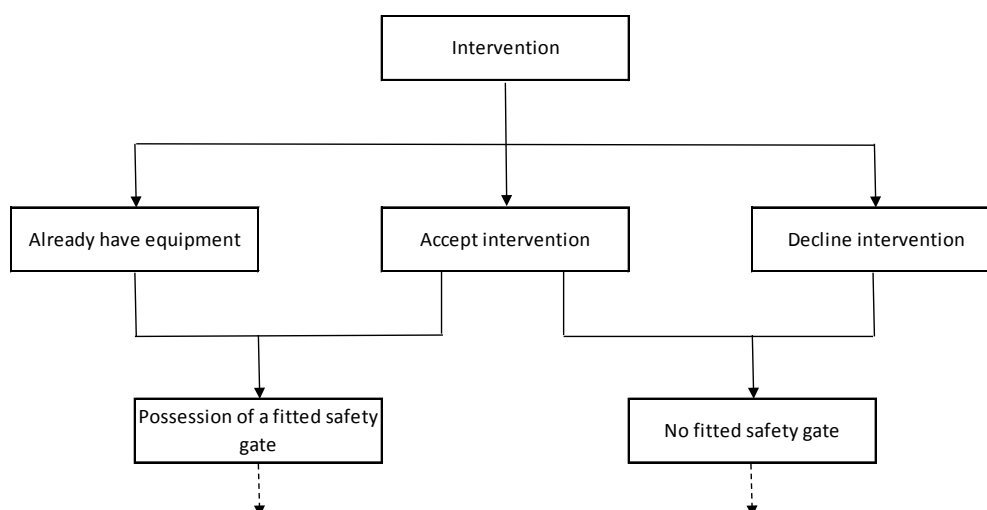 Intervention
Already have equipment
Accept intervention
Decline intervention
Possession of a fitted safety
gate
No fitted safety gate